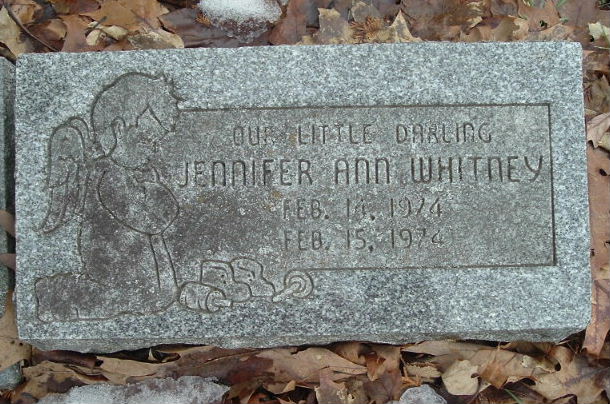 OUR LITTLE DARLING
JENNIFER ANN WHITNEY
FEB. 14, 1974
FEB. 15, 1974